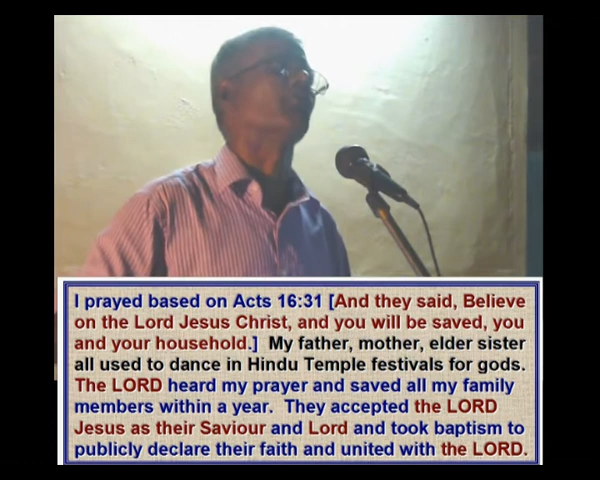 I prayed based on Acts 16:31 [And they said, Believe
on the Lord Jesus Christ, and you will be saved, you
and your household.] My father, mother, elder sister
all used to dance in Hindu Temple festivals for gods.
The LORD heard my prayer and saved all my family
members within a year. They accepted the LORD
Jesus as their Saviour and Lord and took baptism to
publicly declare their faith and united with the LORD.